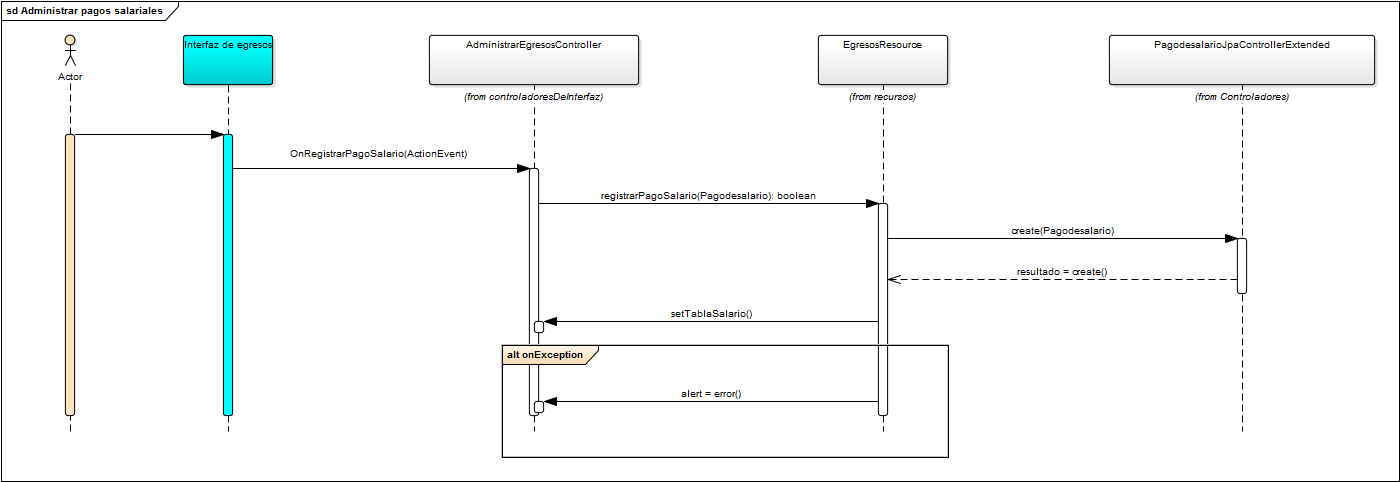 sd Administrar pagos salariales
Actor
Interfaz de egresos
AdministrarEgresosController
(from controladoresDeInterfaz)
EgresosResource
(from recursos)
PagodesalarioJpaControllerExtended
(from Controladores)
OnRegistrarPagoSalario(ActionEvent)
registrarPagoSalario(Pagodesalario): boolean
create(Pagodesalario)
resultado = create()
setTablaSalario()
alt onException
alert = error()